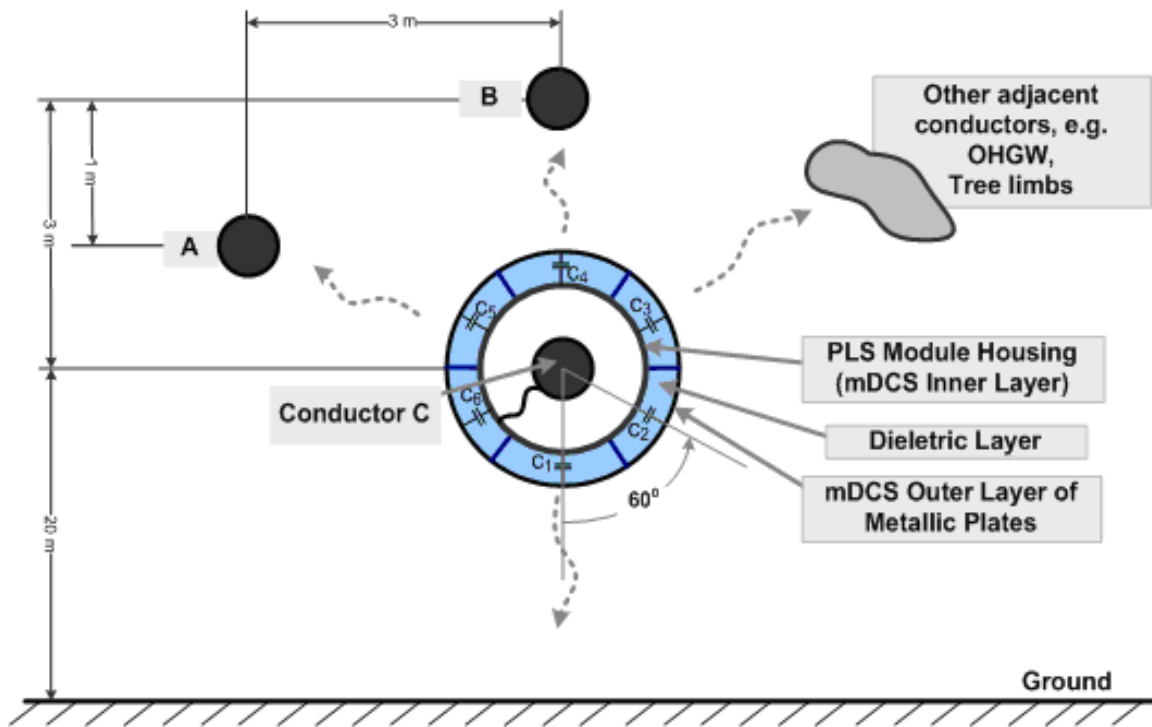 3 m
B
Other adjacent
conductors, e.g.
OHGW,
Tree limbs
1 m
3 m
A
C4
C5
C3
PLS Module Housing
(mDCS Inner Layer)
Conductor C
C6
C2
Dieletric Layer
C1
60o
mDCS Outer Layer of
Metallic Plates
20 m
Ground